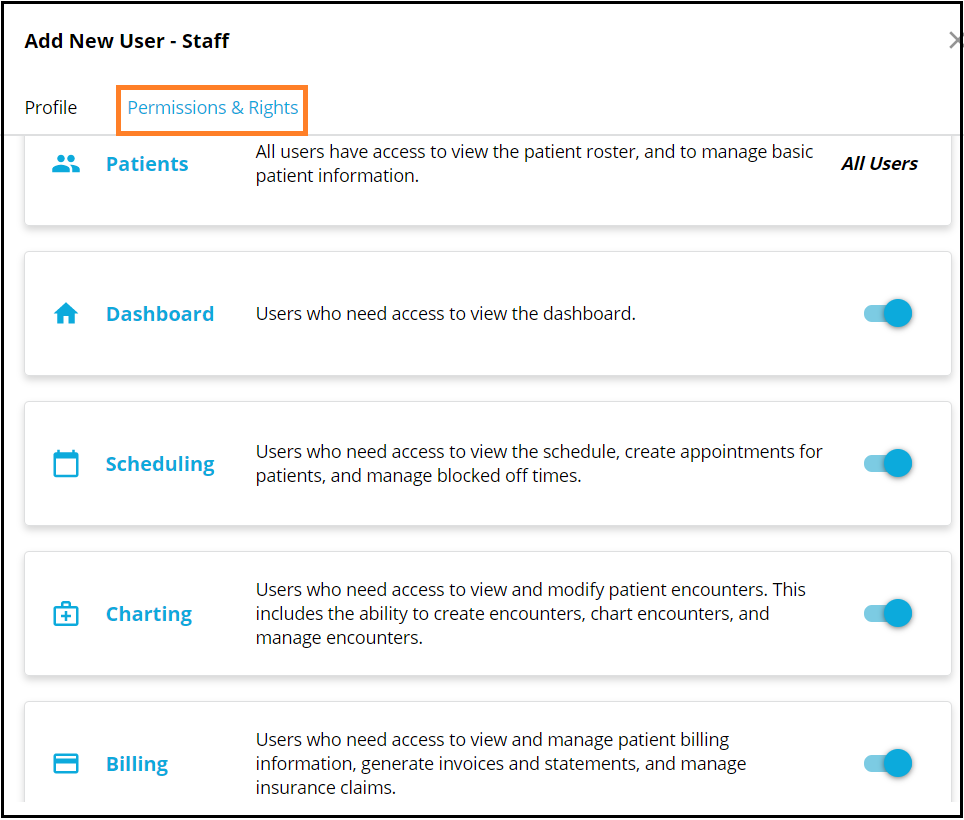 Add New User - Staff
Profile
Permissions & Rights
Patients
All users have access to view the patient roster, and to manage basic
patient information.
All Users
Dashboard
Users who need access to view the dashboard.
Scheduling
Users who need access to view the schedule, create appointments for
patients, and manage blocked off times.
Charting
Users who need access to view and modify patient encounters. This
includes the ability to create encounters, chart encounters, and
manage encounters.
Billing
Users who need access to view and manage patient billing
information, generate invoices and statements, and manage
insurance claims.